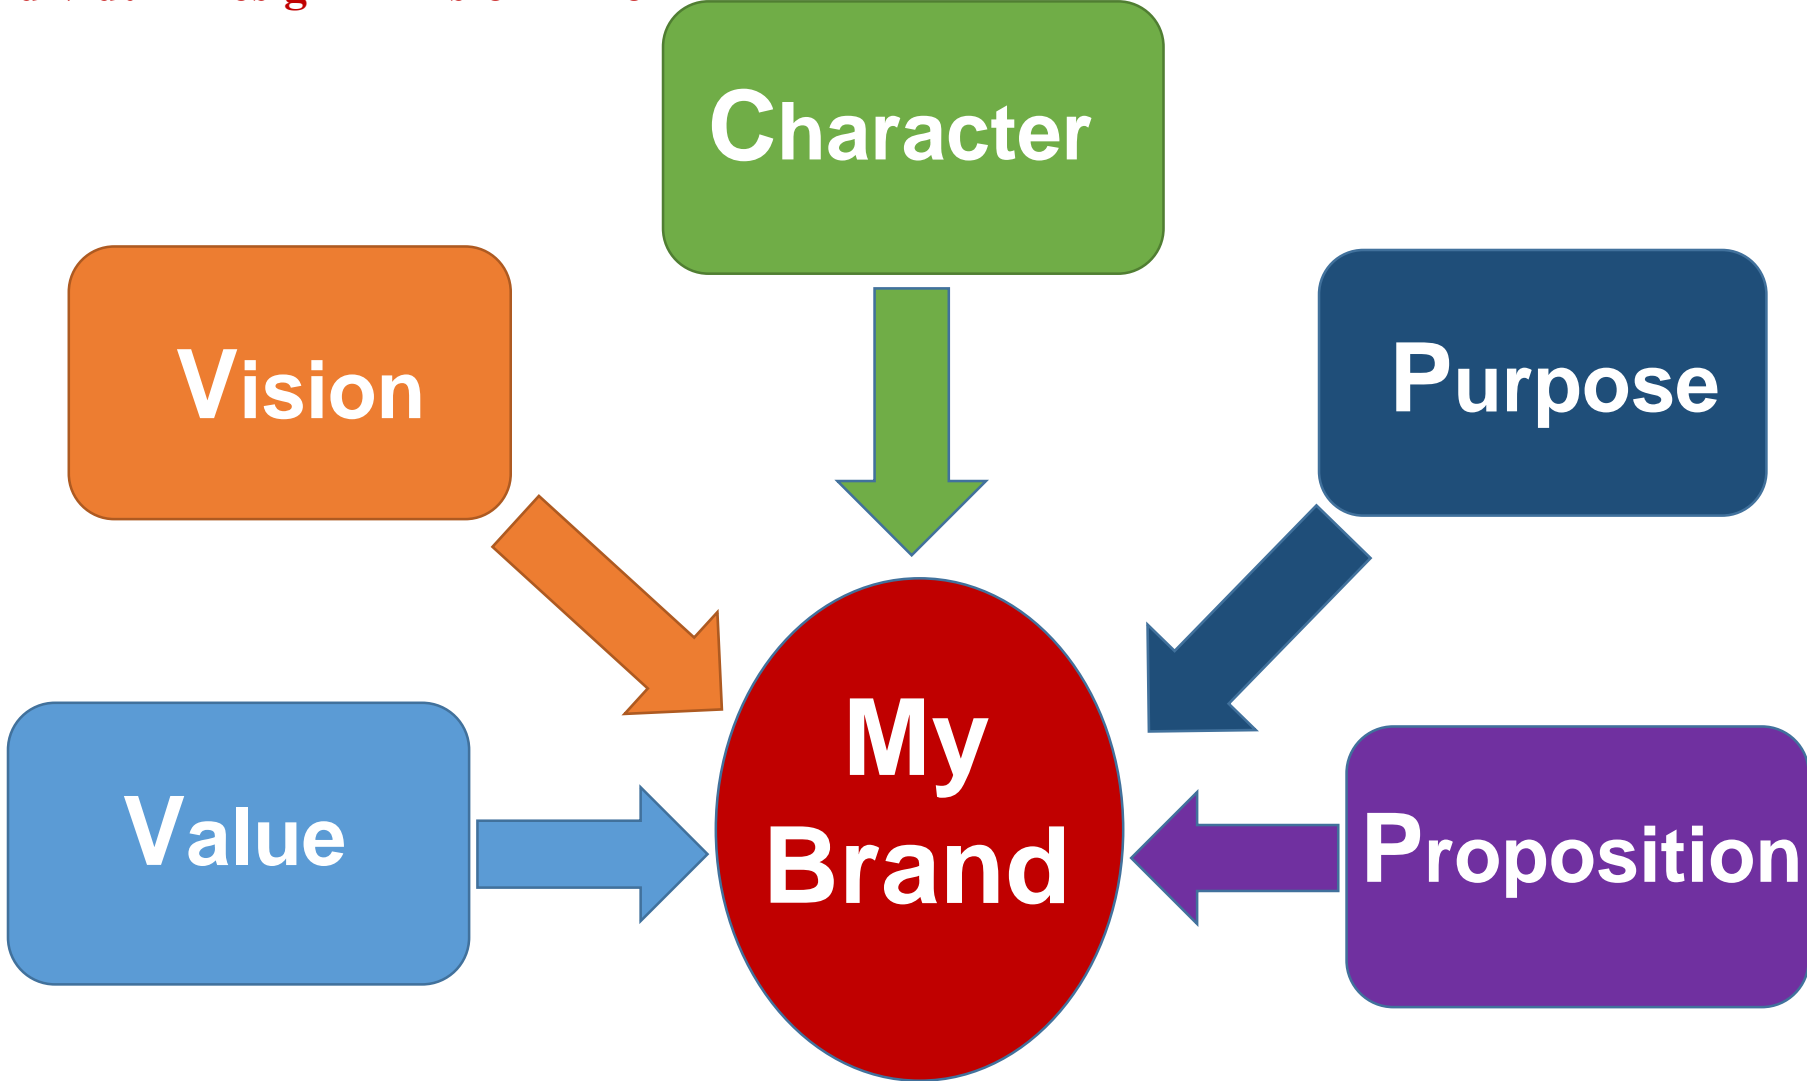 Character
Vision
Purpose
My
Brand
Value
Proposition